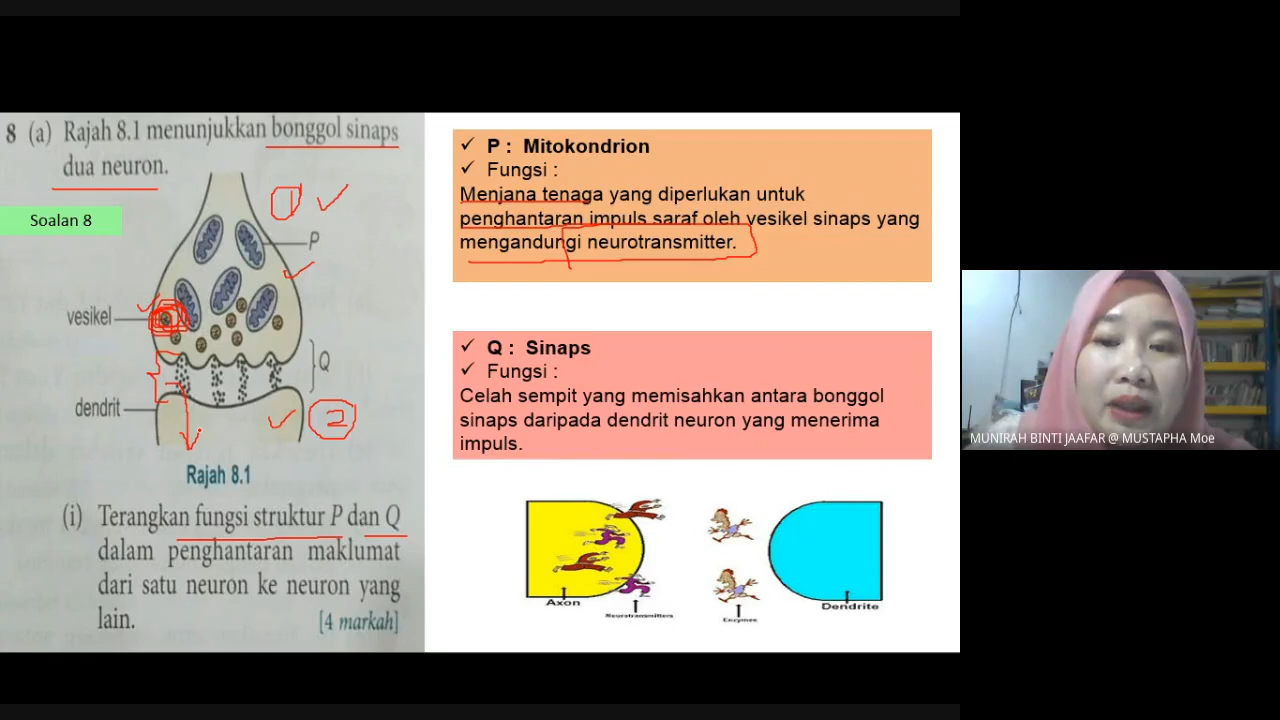 8 (a) Rajah 8.1 menunjukkan bonggol sinaps
dua neuron.
Soalan 8
1
P
vesikel
Q
dendrit
2
Rajah 8.1
(i) Terangkan fungsi struktur P dan Q
dalam penghantaran maklumat
dari satu neuron ke neuron yang
lain. [4 markah]
✓ P : Mitokondrion
✓ Fungsi :
Menjana tenaga yang diperlukan untuk
penghantaran impuls saraf oleh vesikel sinaps yang
mengandungi neurotransmitter.
✓ Q : Sinaps
✓ Fungsi :
Celah sempit yang memisahkan antara bonggol
sinaps daripada dendrit neuron yang menerima
impuls.
Axon
Neurotransmitters
Enzymes
Dendrite
MUNIRAH BINTI JAAFAR @ MUSTAPHA Moe